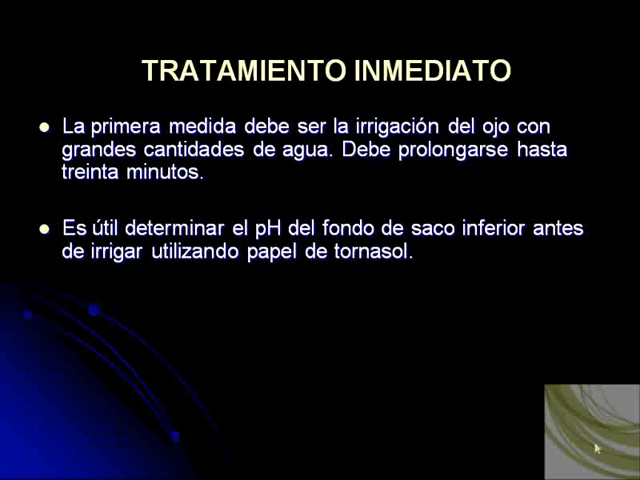 TRATAMIENTO INMEDIATO
La primera medida debe ser la irrigación del ojo con
grandes cantidades de agua. Debe prolongarse hasta
treinta minutos.
Es útil determinar el pH del fondo de saco inferior antes
de irrigar utilizando papel de tornasol.